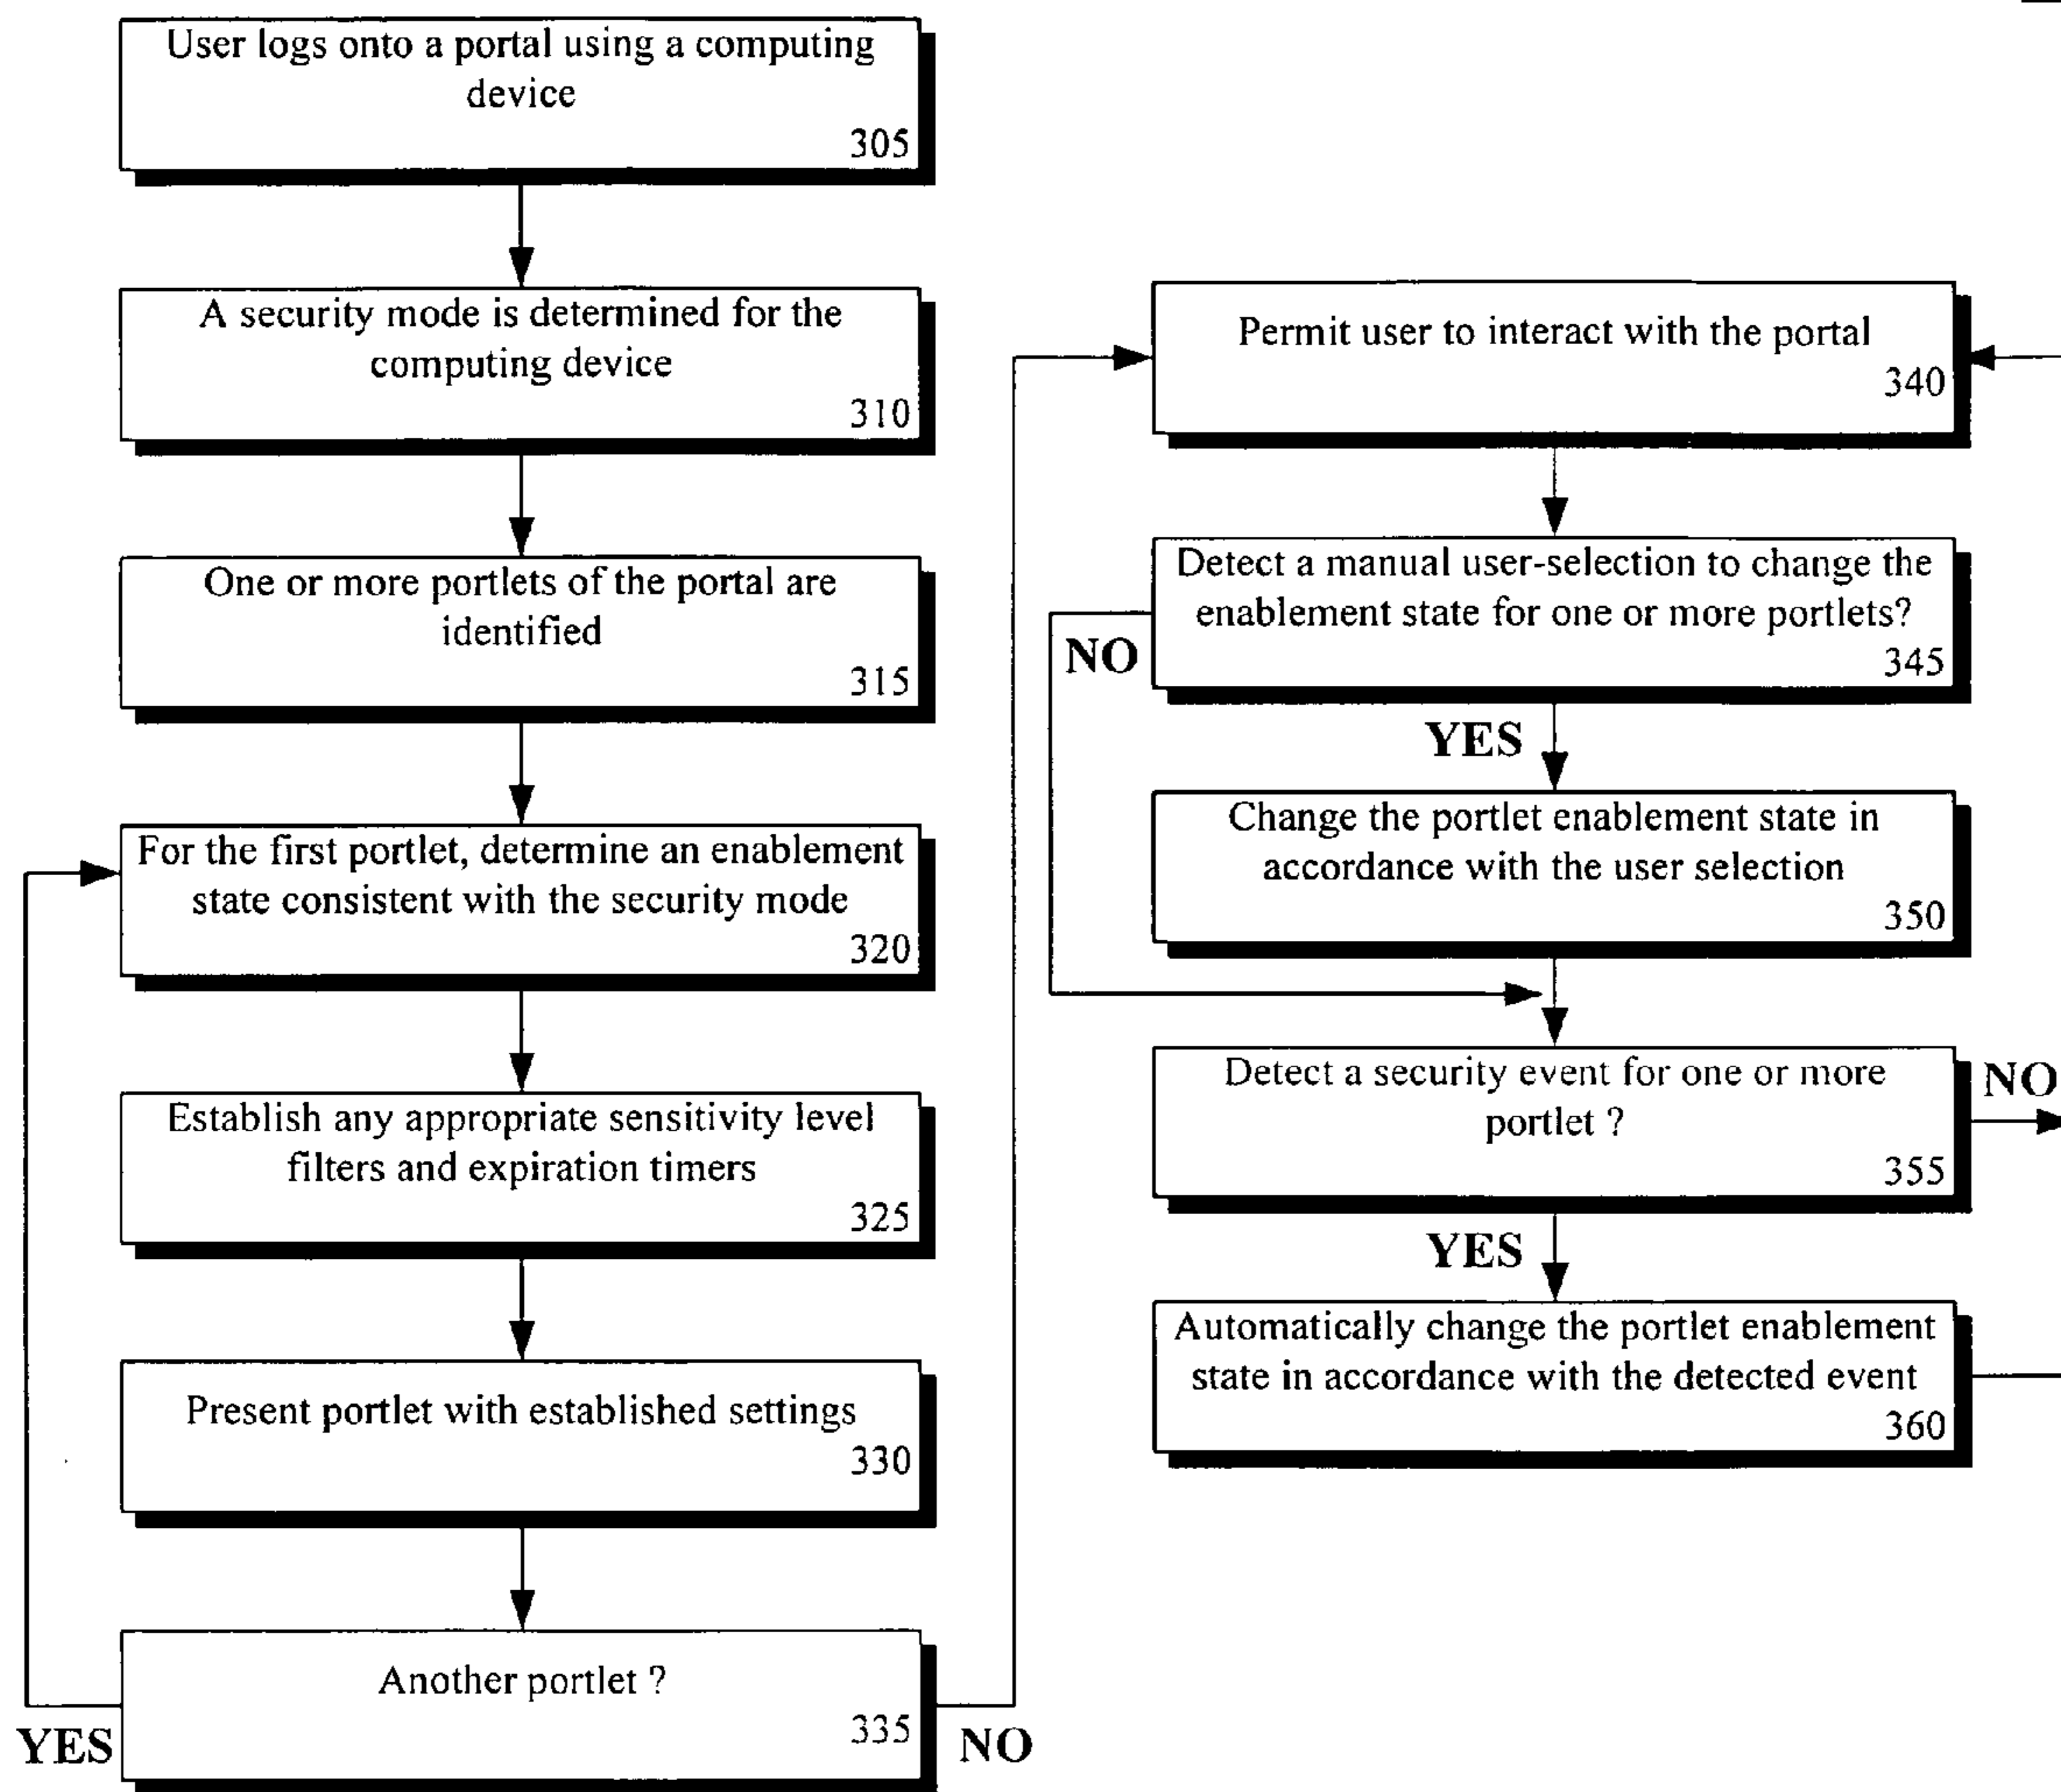 User logs onto a portal using a computing
device
305
A security mode is determined for the
computing device
310
One or more portlets of the portal are
identified
315
For the first portlet, determine an enablement
state consistent with the security mode
320
Establish any appropriate sensitivity level
filters and expiration timers
325
Present portlet with established settings
330
Another portlet ?
335
YES
NO
Permit user to interact with the portal
340
Detect a manual user-selection to change the
enablement state for one or more portlets?
345
NO
YES
Change the portlet enablement state in
accordance with the user selection
350
Detect a security event for one or more
portlet ?
355
NO
YES
Automatically change the portlet enablement
state in accordance with the detected event
360